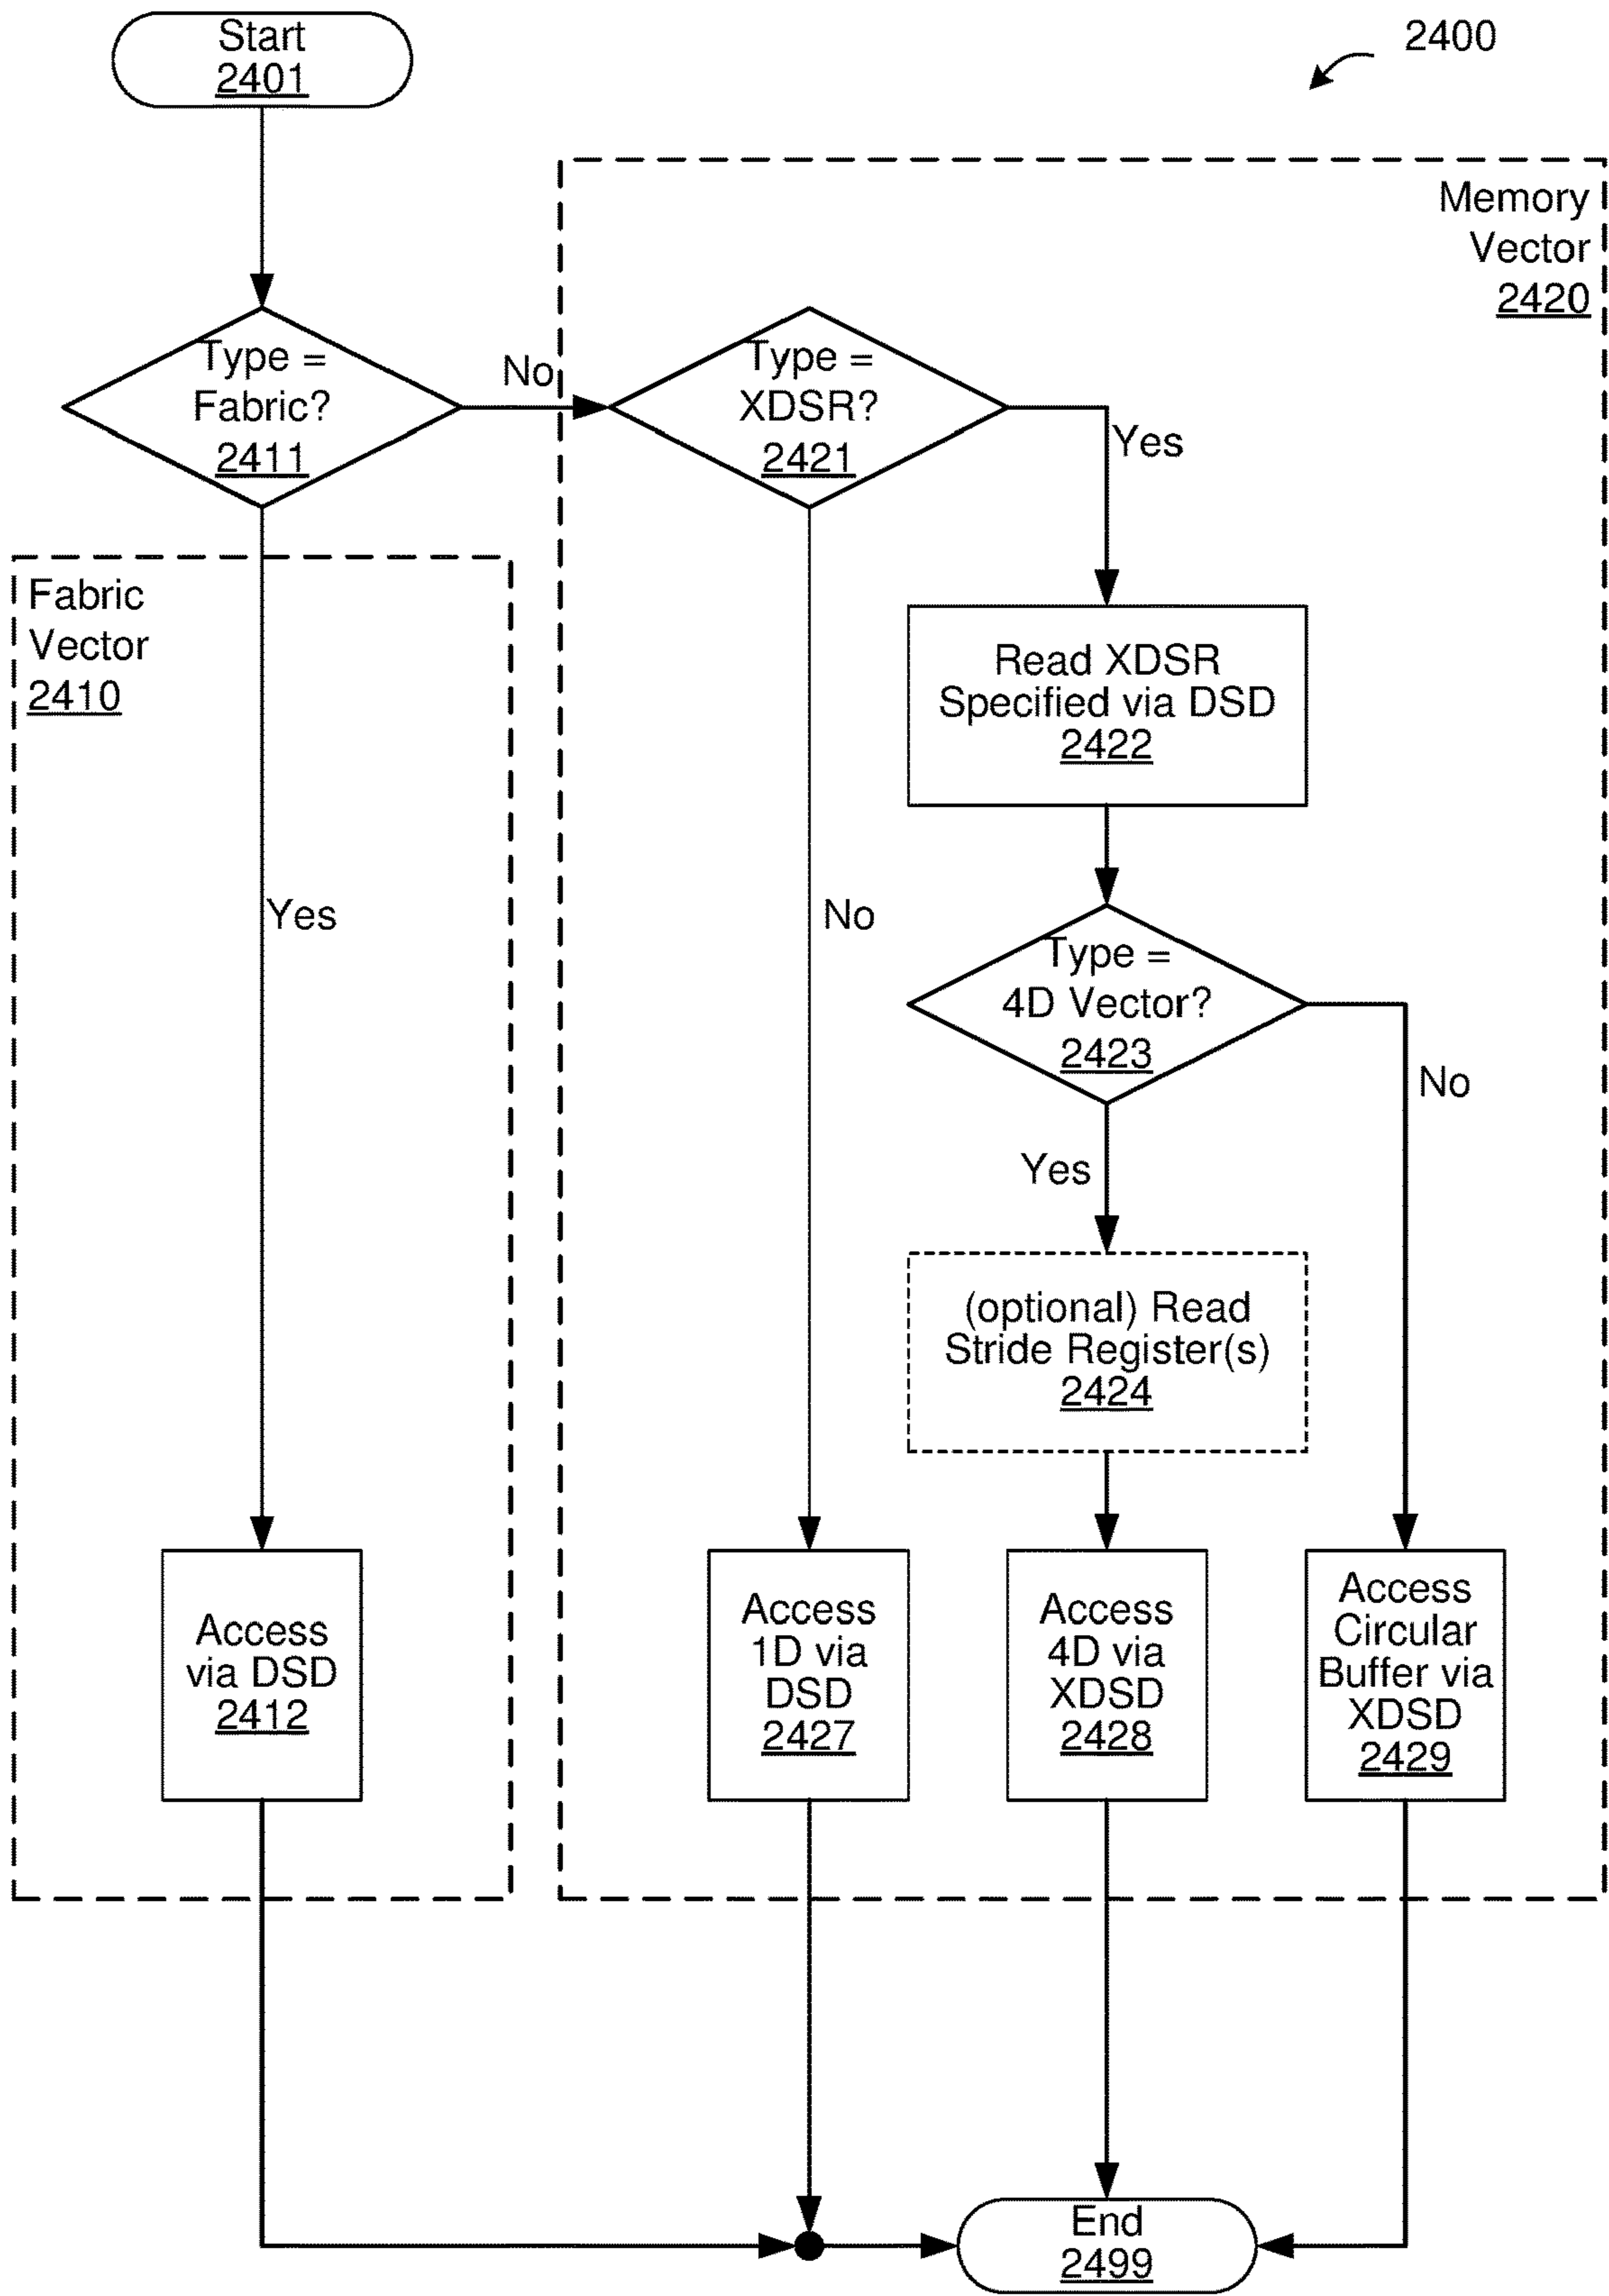 Start
2401
2400
Memory
Vector
2420
Type =
Fabric?
2411
No
Type =
XDSR?
2421
Yes
Fabric
Vector
2410
Read XDSR
Specified via DSD
2422
Yes
No
Type =
4D Vector?
2423
No
Yes
(optional) Read
Stride Register(s)
2424
Access
via DSD
2412
Access
1D via
DSD
2427
Access
4D via
XDSD
2428
Access
Circular
Buffer via
XDSD
2429
End
2499